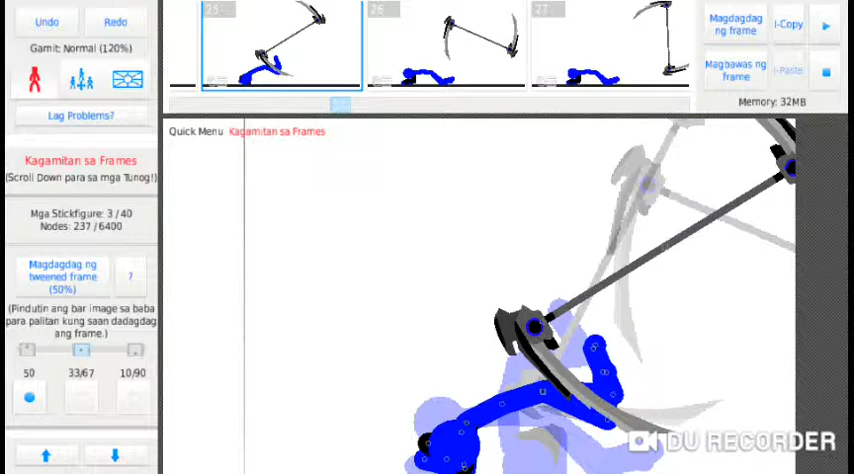 Undo
Redo
Gamit: Normal (120%)
Lag Problems?
Kagamitan sa Frames
(Scroll Down para sa mga Tunog!)
Mga Stickfigure: 3 / 40
Nodes: 237 / 6400
Magdagdag ng
tweened frame
(50%)
?
(Pindutin ang bar image sa baba
para palitan kung saan dadagdag
ang frame.)
50
33/67
10/90
25
26
27
Magdagdag
ng frame
I-Copy
Magbawas ng
frame
I-PASTE
Memory: 32MB
Quick Menu
Kagamitan sa Frames
DU RECORDER